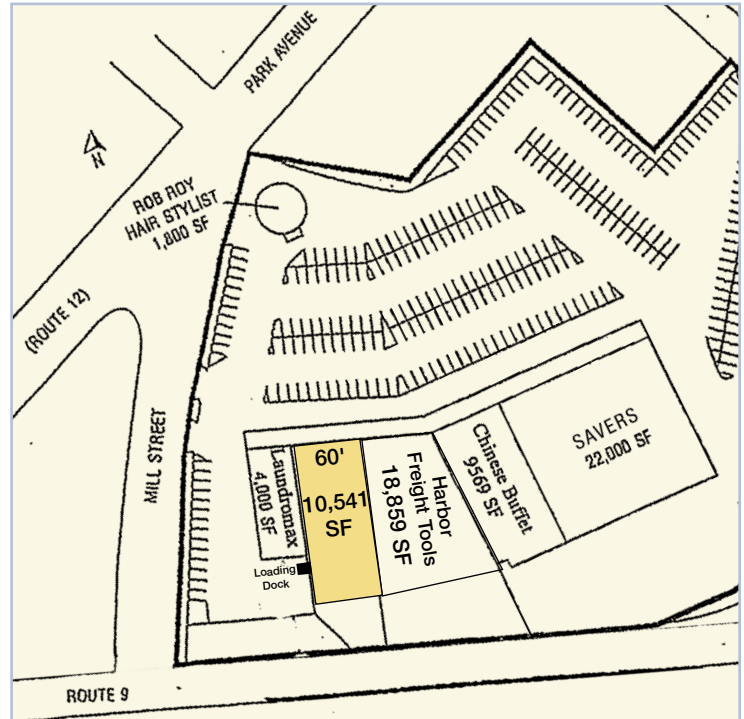 PARK AVENUE
N
ROB ROY
HAIR STYLIST
1,800 SF
(ROUTE 12)
MILL STREET
Laundromax
4,000 SF
60'
10,541
SF
Harbor
Freight Tools
18,859 SF
Chinese Buffet
9569 SF
SAVERS
22,000 SF
Loading
Dock
ROUTE 9